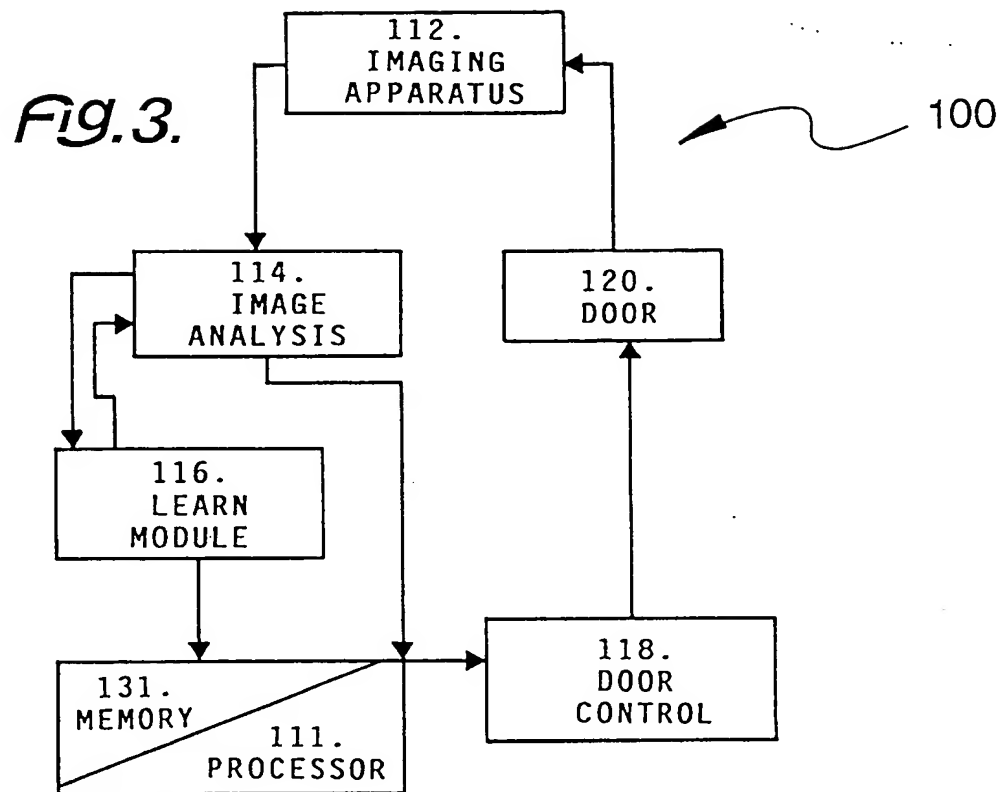 112.
IMAGING
APPARATUS
Fig.3.
100
114.
IMAGE
ANALYSIS
120.
DOOR
116.
LEARN
MODULE
131.
MEMORY
111.
PROCESSOR
118.
DOOR
CONTROL